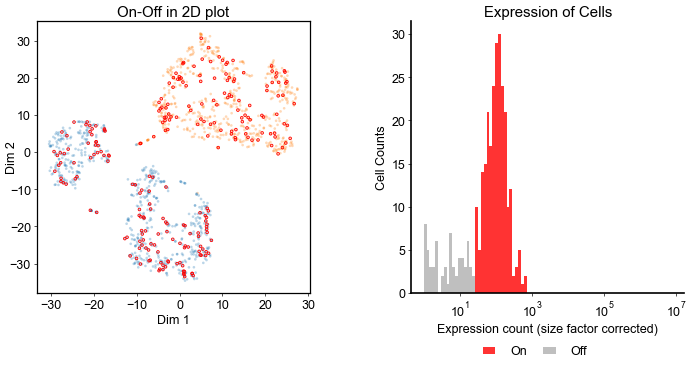 On-Off in 2D plot
Expression of Cells
30
20
10
0
−10
−20
−30
Dim 2
−30 −20 −10 0 10 20 30
Dim 1
30
25
20
15
10
5
0
Cell Counts
10^1 10^3 10^5 10^7
Expression count (size factor corrected)
On Off